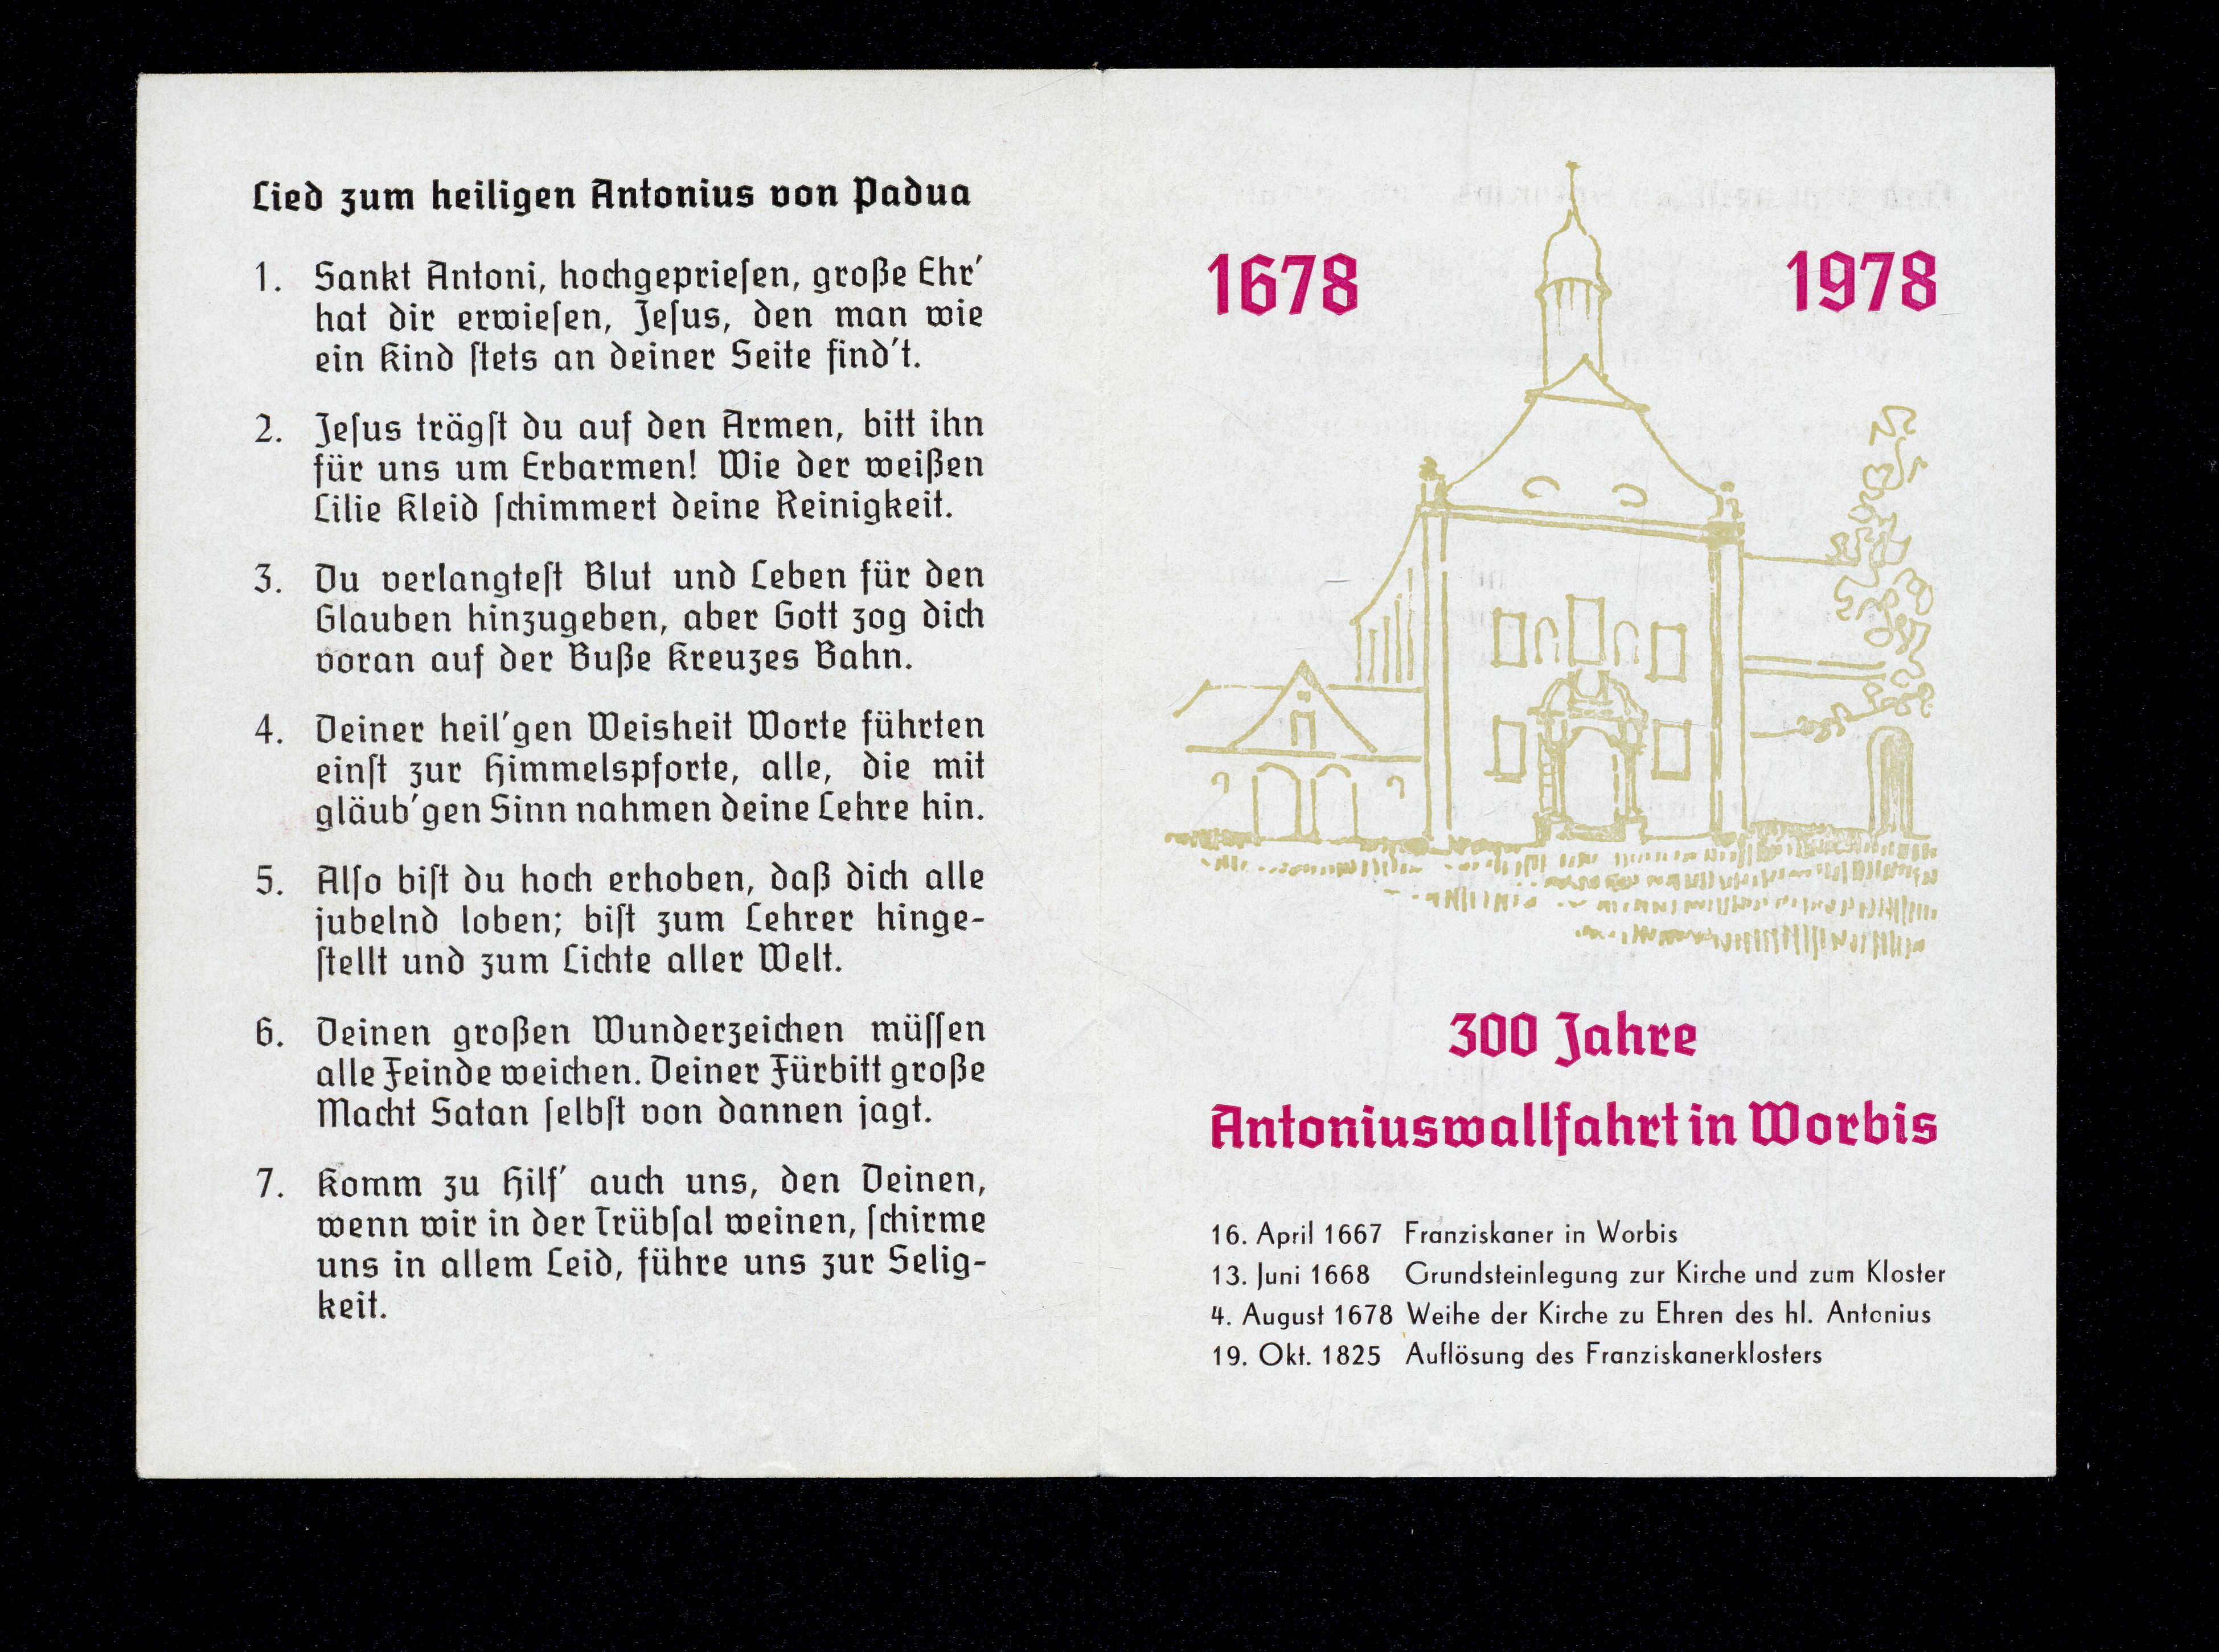 Lied zum heiligen Antonius von Padua
1. Sankt Antoni, hochgeprieſen, große Ehr'
hat dir erwieſen, Jeſus, den man wie
ein Kind ſtets an deiner Seite find't.
2. Jeſus trägſt du auf den Armen, bitt ihn
für uns um Erbarmen! Wie der weißen
Lilie Kleid ſchimmert deine Reinigkeit.
3. Du verlangteſt Blut und Leben für den
Glauben hinzugeben, aber Gott zog dich
voran auf der Buße Kreuzes Bahn.
4. Deiner heil'gen Weisheit Worte führten
einſt zur Himmelspforte, alle, die mit
gläub'gen Sinn nahmen deine Lehre hin.
5. Alſo biſt du hoch erhoben, daß dich alle
jubelnd loben; biſt zum Lehrer hinge-
ſtellt und zum Lichte aller Welt.
6. Deinen großen Wunderzeichen müſſen
alle Feinde weichen. Deiner Fürbitt große
Macht Satan ſelbſt von dannen jagt.
7. Komm zu Hilf' auch uns, den Deinen,
wenn wir in der Trübſal weinen, ſchirme
uns in allem Leid, führe uns zur Selig-
keit.
1678 1978
300 Jahre
Antoniuswallfahrt in Worbis
16. April 1667 Franziskaner in Worbis
13. Juni 1668 Grundsteinlegung zur Kirche und zum Kloster
4. August 1678 Weihe der Kirche zu Ehren des hl. Antonius
19. Okt. 1825 Auflösung des Franziskanerklosters